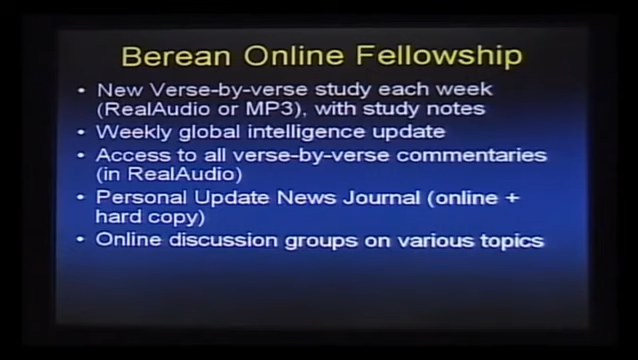 Berean Online Fellowship
• New Verse-by-verse study each week
(RealAudio or MP3), with study notes
• Weekly global intelligence update
• Access to all verse-by-verse commentaries
(in RealAudio)
• Personal Update News Journal (online +
hard copy)
• Online discussion groups on various topics